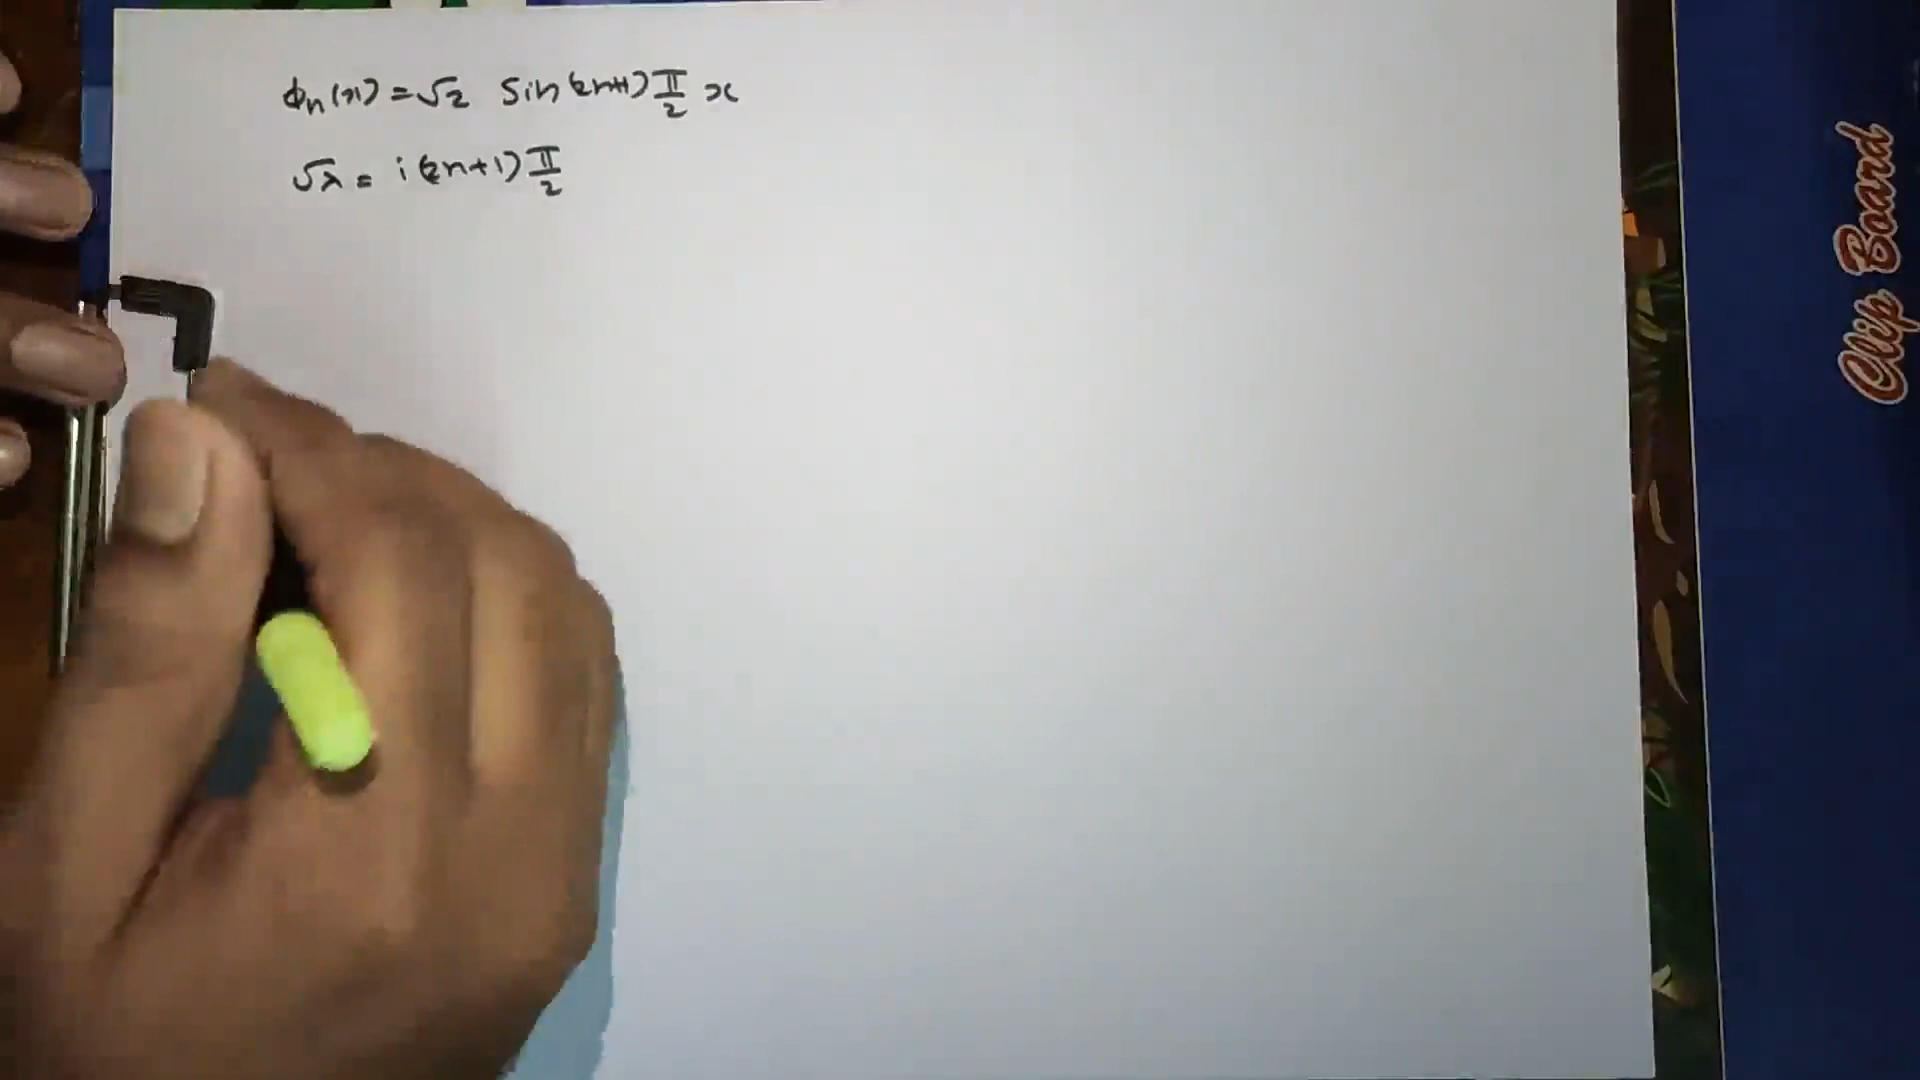 ϕn(x) = √2 Sin(2n+1) π/2 x
√λ = i(2n+1) π/2
Clip Board